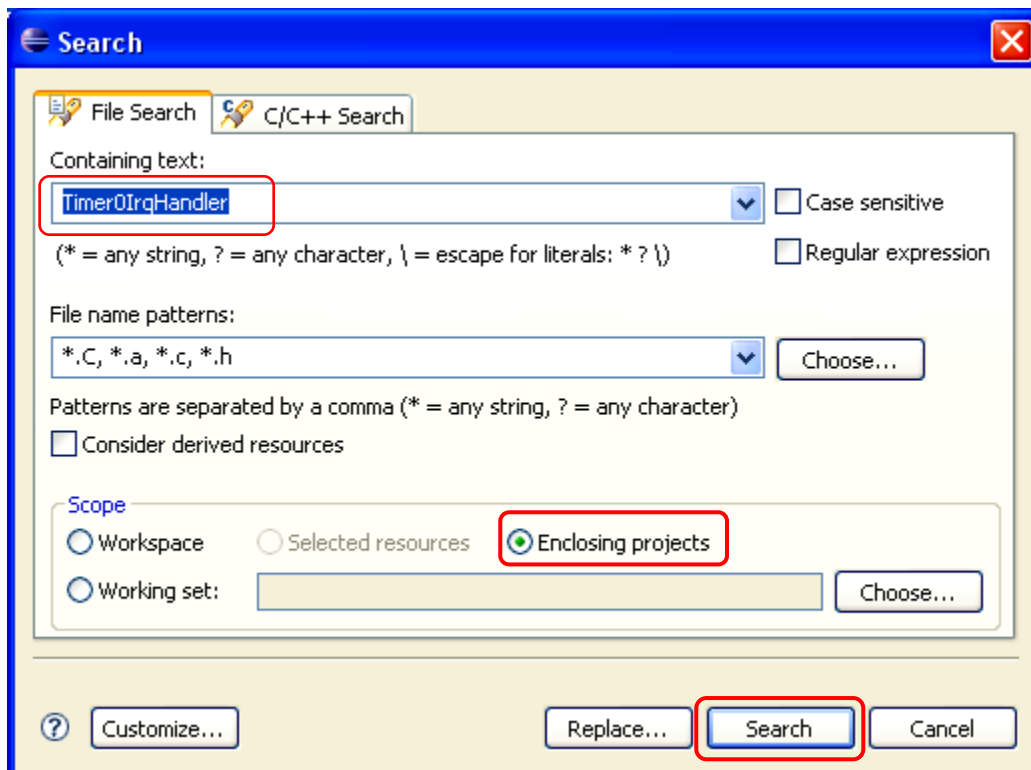 Search
File Search C/C++ Search
Containing text:
Timer0IrqHandler Case sensitive
(* = any string, ? = any character, \ = escape for literals: * ? \) Regular expression
File name patterns:
*.C, *.a, *.c, *.h Choose...
Patterns are separated by a comma (* = any string, ? = any character)
Consider derived resources
Scope
Workspace Selected resources Enclosing projects
Working set: Choose...
? Customize... Replace... Search Cancel